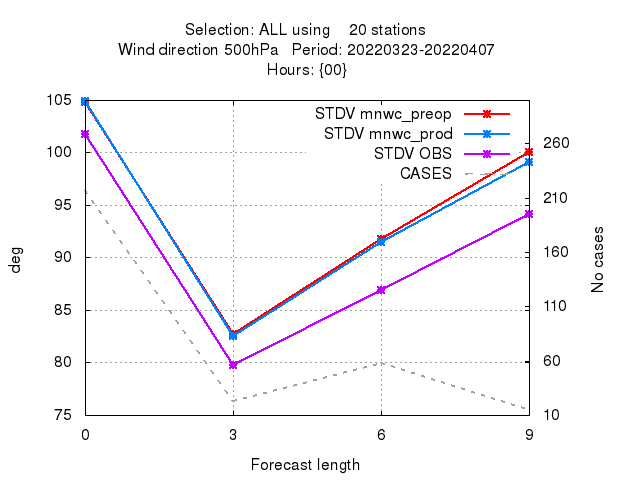 Selection: ALL using 20 stations
Wind direction 500hPa Period: 20220323-20220407
Hours: {00}
STDV mnwc_preop
STDV mnwc_prod
STDV OBS
CASES
105
100
95
90
85
80
75
deg
260
210
160
110
60
10
No cases
0 3 6 9
Forecast length